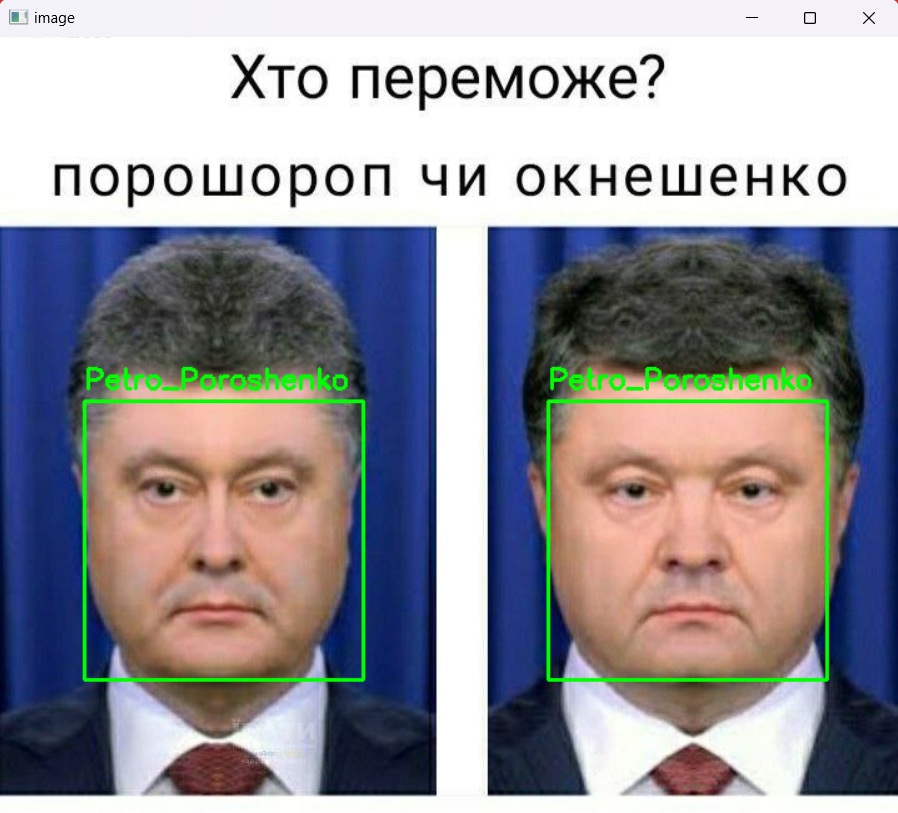 image
Хто переможе?
порошороп чи окнешенко
Petro_Poroshenko Petro_Poroshenko